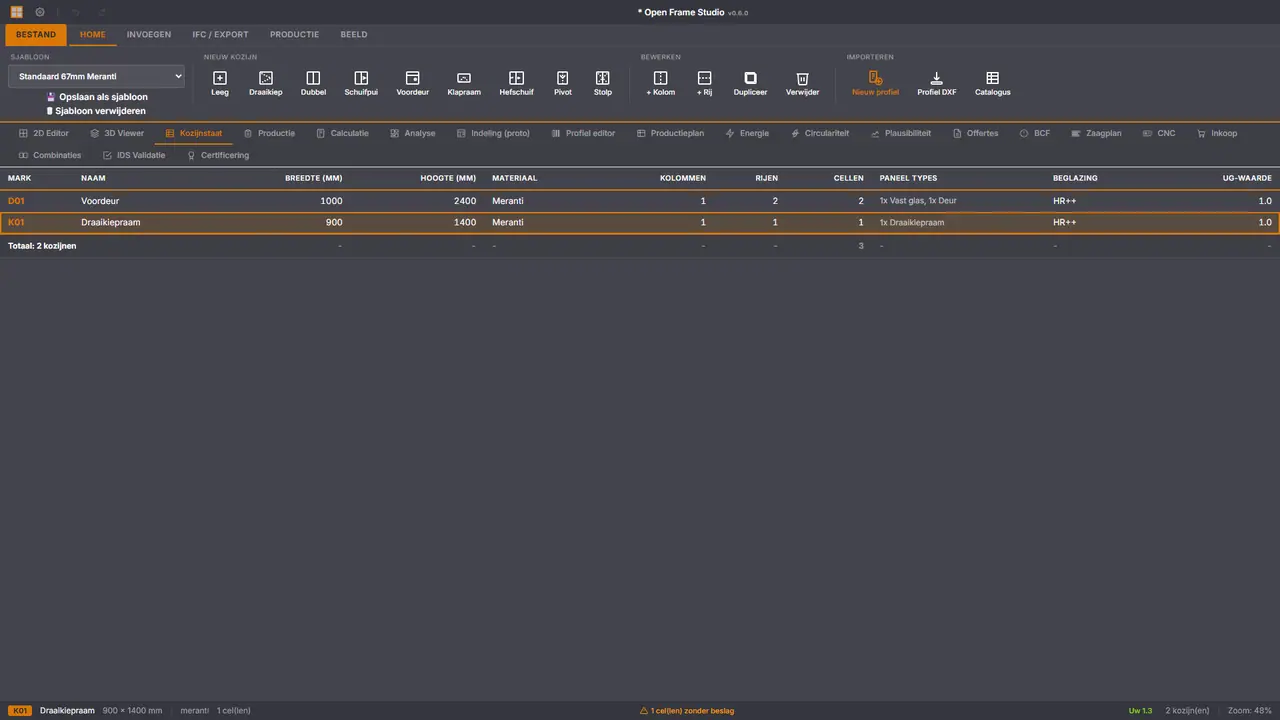 * Open Frame Studio v0.6.0
BESTAND HOME INVOEGEN IFC / EXPORT PRODUCTIE BEELD
SJABLOON
Standaard 67mm Meranti
Opslaan als sjabloon
Sjabloon verwijderen
NIEUW KOZIJN
Leeg Draaikiep Dubbel Schuifpui Voordeur Klapraam Hefschuif Pivot Stolp
BEWERKEN
+ Kolom + Rij Dupliceer Verwijder
IMPORTEREN
Nieuw profiel Profiel DXF Catalogus
2D Editor 3D Viewer Kozijnstaat Productie Calculatie Analyse Indeling (proto) Profiel editor Productieplan Energie Circulariteit Plausibiliteit Offertes BCF Zaagplan CNC Inkoop
Combinaties IDS Validatie Certificering
MARK NAAM BREEDTE (MM) HOOGTE (MM) MATERIAAL KOLOMMEN RIJEN CELLEN PANEEL TYPES BEGLAZING UG-WAARDE
D01 Voordeur 1000 2400 Meranti 1 2 2 1x Vast glas, 1x Deur HR++ 1.0
K01 Draaikiepraam 900 1400 Meranti 1 1 1 1x Draaikiepraam HR++ 1.0
Totaal: 2 kozijnen - - - - - 3 - - -
K01 Draaikiepraam 900 × 1400 mm meranti 1 cel(len) 1 cel(len) zonder beslag Uw 1.3 2 kozijn(en) Zoom: 48%